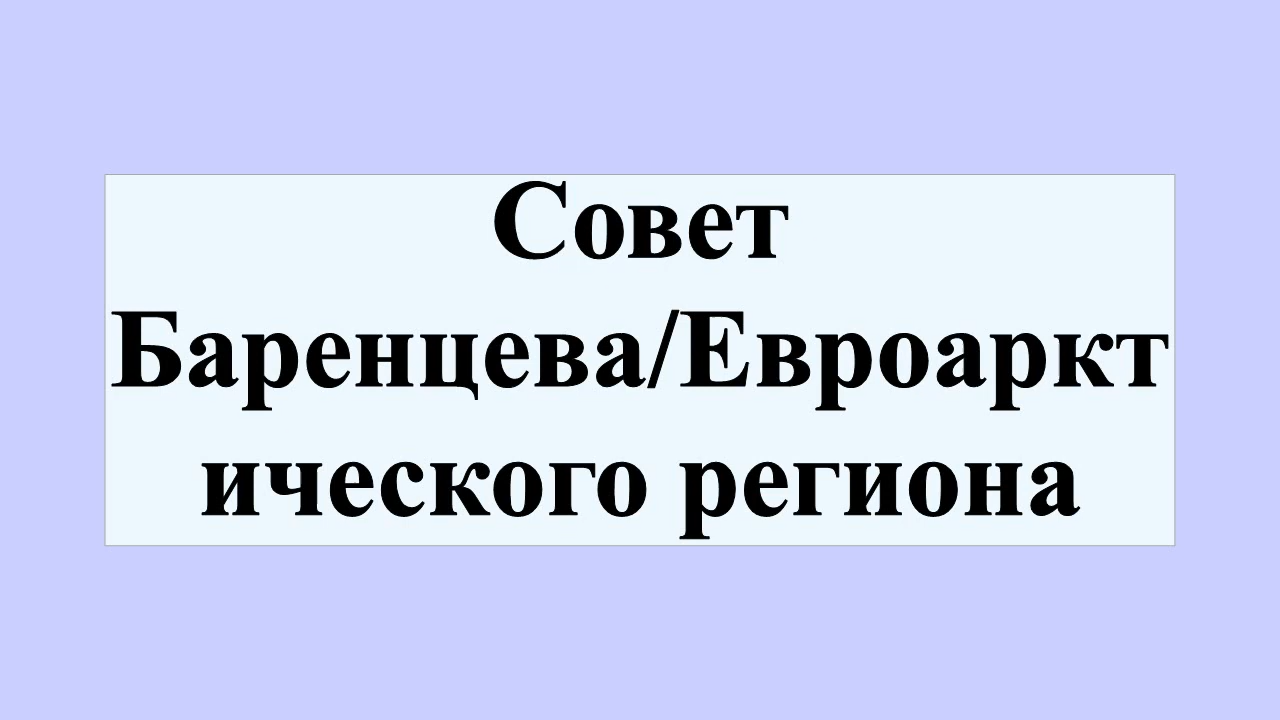 Совет
Баренцева/Евроаркт
ического региона